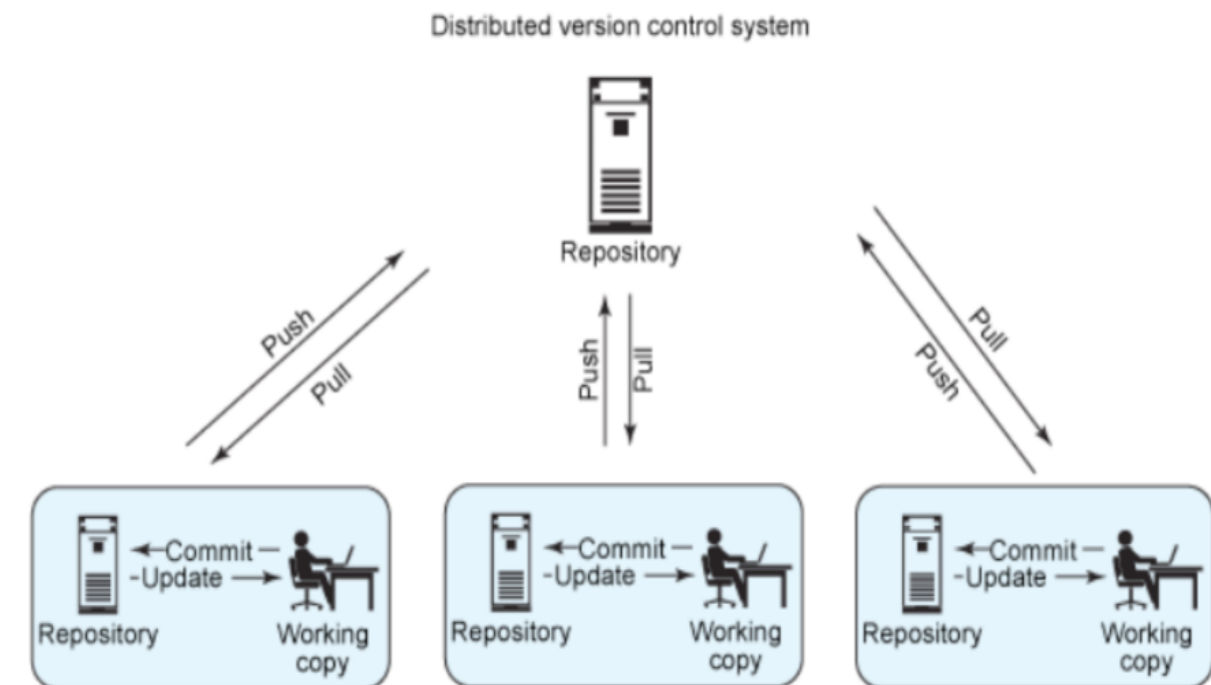 Distributed version control system
Repository
Push
Pull
Push
Pull
Pull
Push
Commit
Update
Repository
Working
copy
Commit
Update
Repository
Working
copy
Commit
Update
Repository
Working
copy